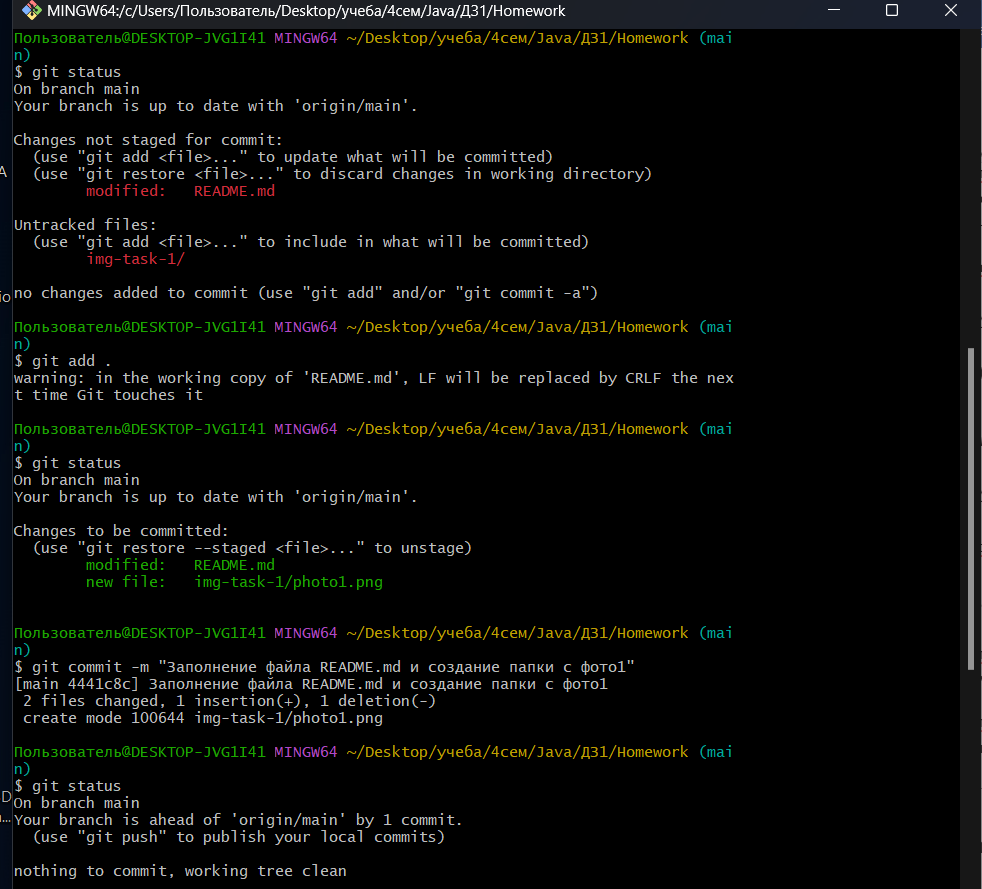 MINGW64:/c/Users/Пользователь/Desktop/учеба/4сем/Java/ДЗ1/Homework
Пользователь@DESKTOP-JVG1I41 MINGW64 ~/Desktop/учеба/4сем/Java/ДЗ1/Homework (mai
n)
$ git status
On branch main
Your branch is up to date with 'origin/main'.
Changes not staged for commit:
(use "git add <file>..." to update what will be committed)
(use "git restore <file>..." to discard changes in working directory)
modified:   README.md
Untracked files:
(use "git add <file>..." to include in what will be committed)
img-task-1/
no changes added to commit (use "git add" and/or "git commit -a")
Пользователь@DESKTOP-JVG1I41 MINGW64 ~/Desktop/учеба/4сем/Java/ДЗ1/Homework (mai
n)
$ git add .
warning: in the working copy of 'README.md', LF will be replaced by CRLF the nex
t time Git touches it
Пользователь@DESKTOP-JVG1I41 MINGW64 ~/Desktop/учеба/4сем/Java/ДЗ1/Homework (mai
n)
$ git status
On branch main
Your branch is up to date with 'origin/main'.
Changes to be committed:
(use "git restore --staged <file>..." to unstage)
modified:   README.md
new file:   img-task-1/photo1.png
Пользователь@DESKTOP-JVG1I41 MINGW64 ~/Desktop/учеба/4сем/Java/ДЗ1/Homework (mai
n)
$ git commit -m "Заполнение файла README.md и создание папки с фото1"
[main 4441c8c] Заполнение файла README.md и создание папки с фото1
2 files changed, 1 insertion(+), 1 deletion(-)
create mode 100644 img-task-1/photo1.png
Пользователь@DESKTOP-JVG1I41 MINGW64 ~/Desktop/учеба/4сем/Java/ДЗ1/Homework (mai
n)
$ git status
On branch main
Your branch is ahead of 'origin/main' by 1 commit.
(use "git push" to publish your local commits)
nothing to commit, working tree clean